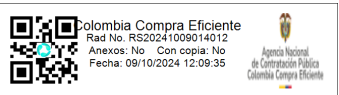 Colombia Compra Eficiente
Rad No. RS20241009014012
Anexos: No Con copia: No
Fecha: 09/10/2024 12:09:35
Agencia Nacional
de Contratación Pública
Colombia Compra Eficiente